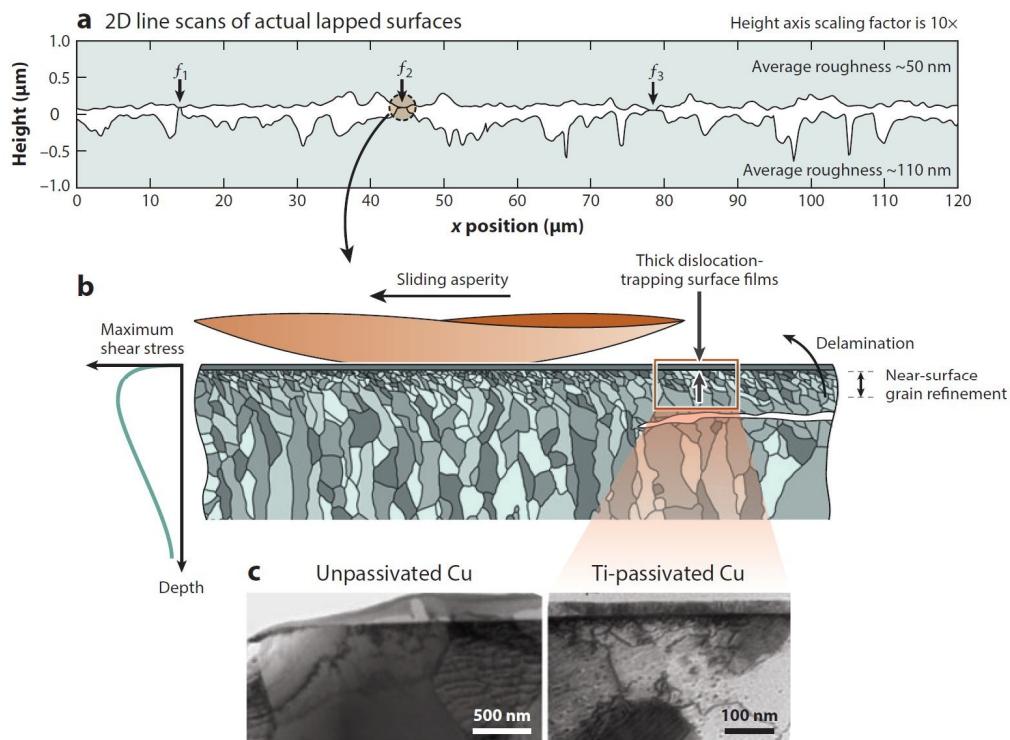 a 2D line scans of actual lapped surfaces
Height axis scaling factor is 10×
1.0
0.5
0
–0.5
–1.0
Height (µm)
f1
f2
f3
Average roughness ~50 nm
Average roughness ~110 nm
0 10 20 30 40 50 60 70 80 90 100 110 120
x position (µm)
b
Sliding asperity
Thick dislocation-
trapping surface films
Maximum
shear stress
Delamination
Near-surface
grain refinement
Depth
c
Unpassivated Cu
Ti-passivated Cu
500 nm
100 nm